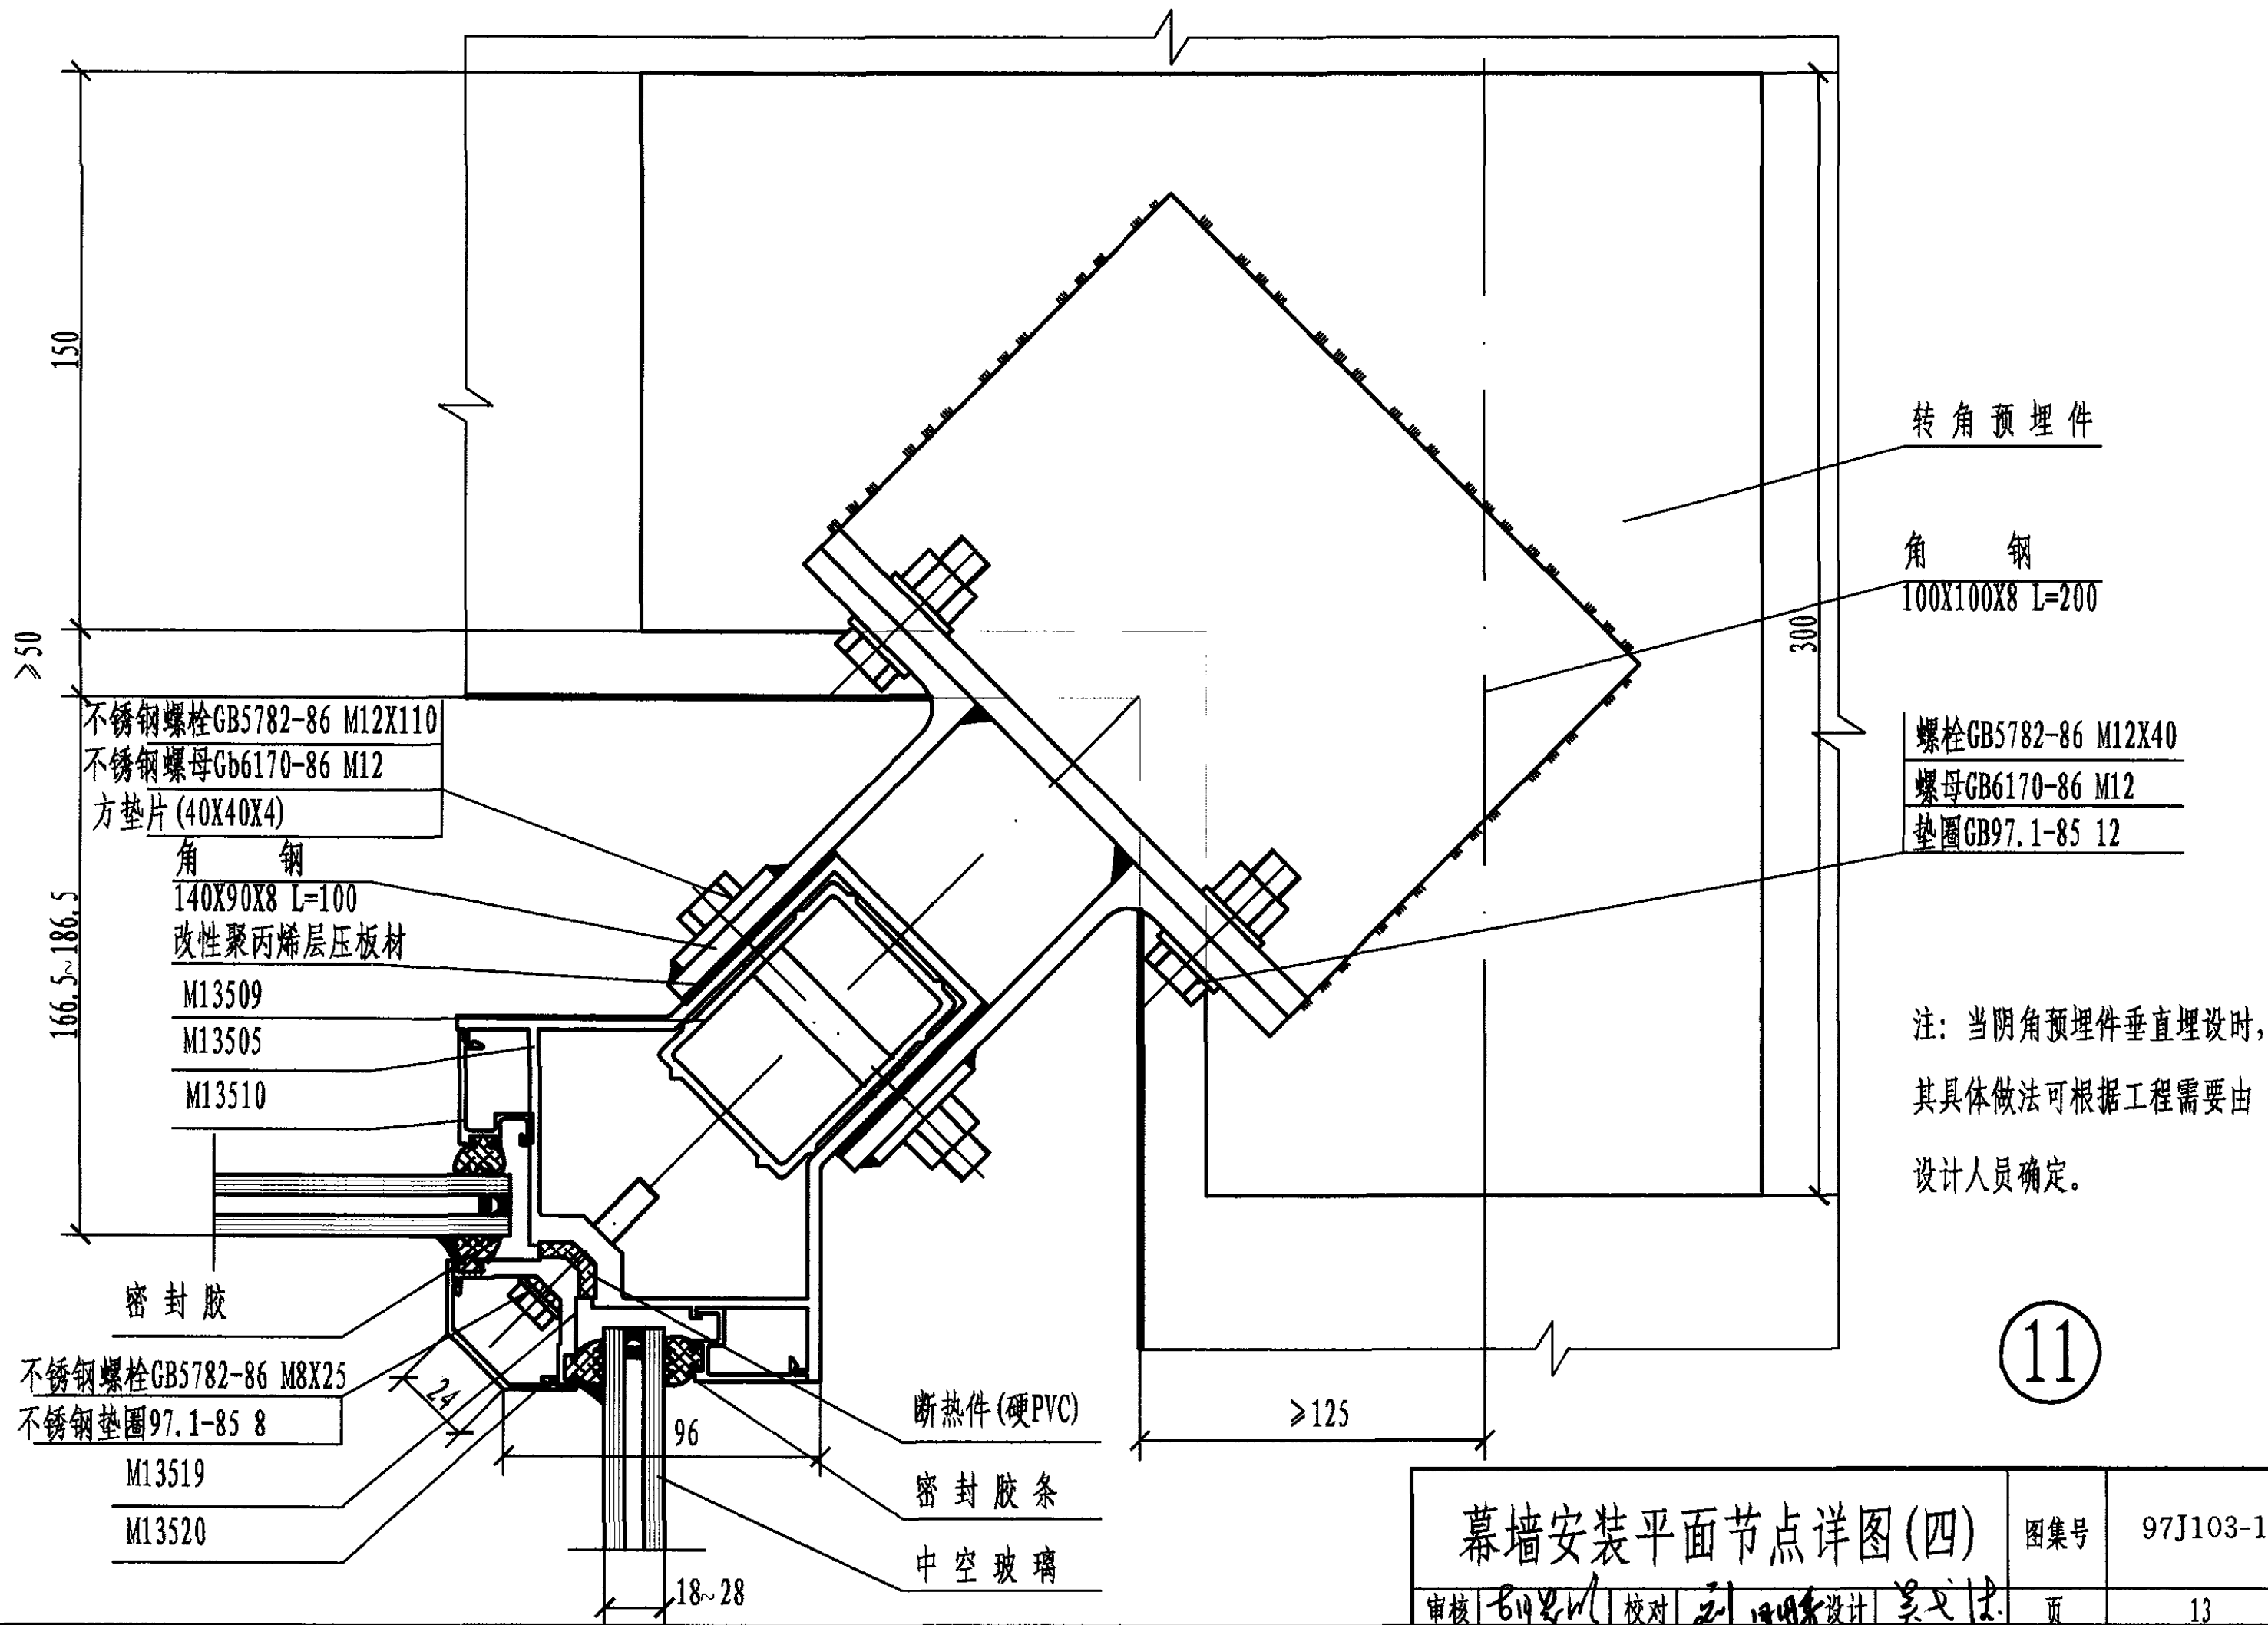 150
≥50
不锈钢螺栓GB5782-86 M12X110
不锈钢螺母Gb6170-86 M12
方垫片(40X40X4)
角 钢
140X90X8 L=100
改性聚丙烯层压板材
M13509
M13505
M13510
166.5~186.5
密封胶
不锈钢螺栓GB5782-86 M8X25
不锈钢垫圈97.1-85 8
M13519
M13520
24
96
18~28
断热件(硬PVC)
密封胶条
中空玻璃
≥125
300
转角预埋件
角 钢
100X100X8 L=200
螺栓GB5782-86 M12X40
螺母GB6170-86 M12
垫圈GB97.1-85 12
注: 当阴角预埋件垂直埋设时,
其具体做法可根据工程需要由
设计人员确定。
11
幕墙安装平面节点详图(四)
图集号
97J103-1
审核
校对
设计
页
13